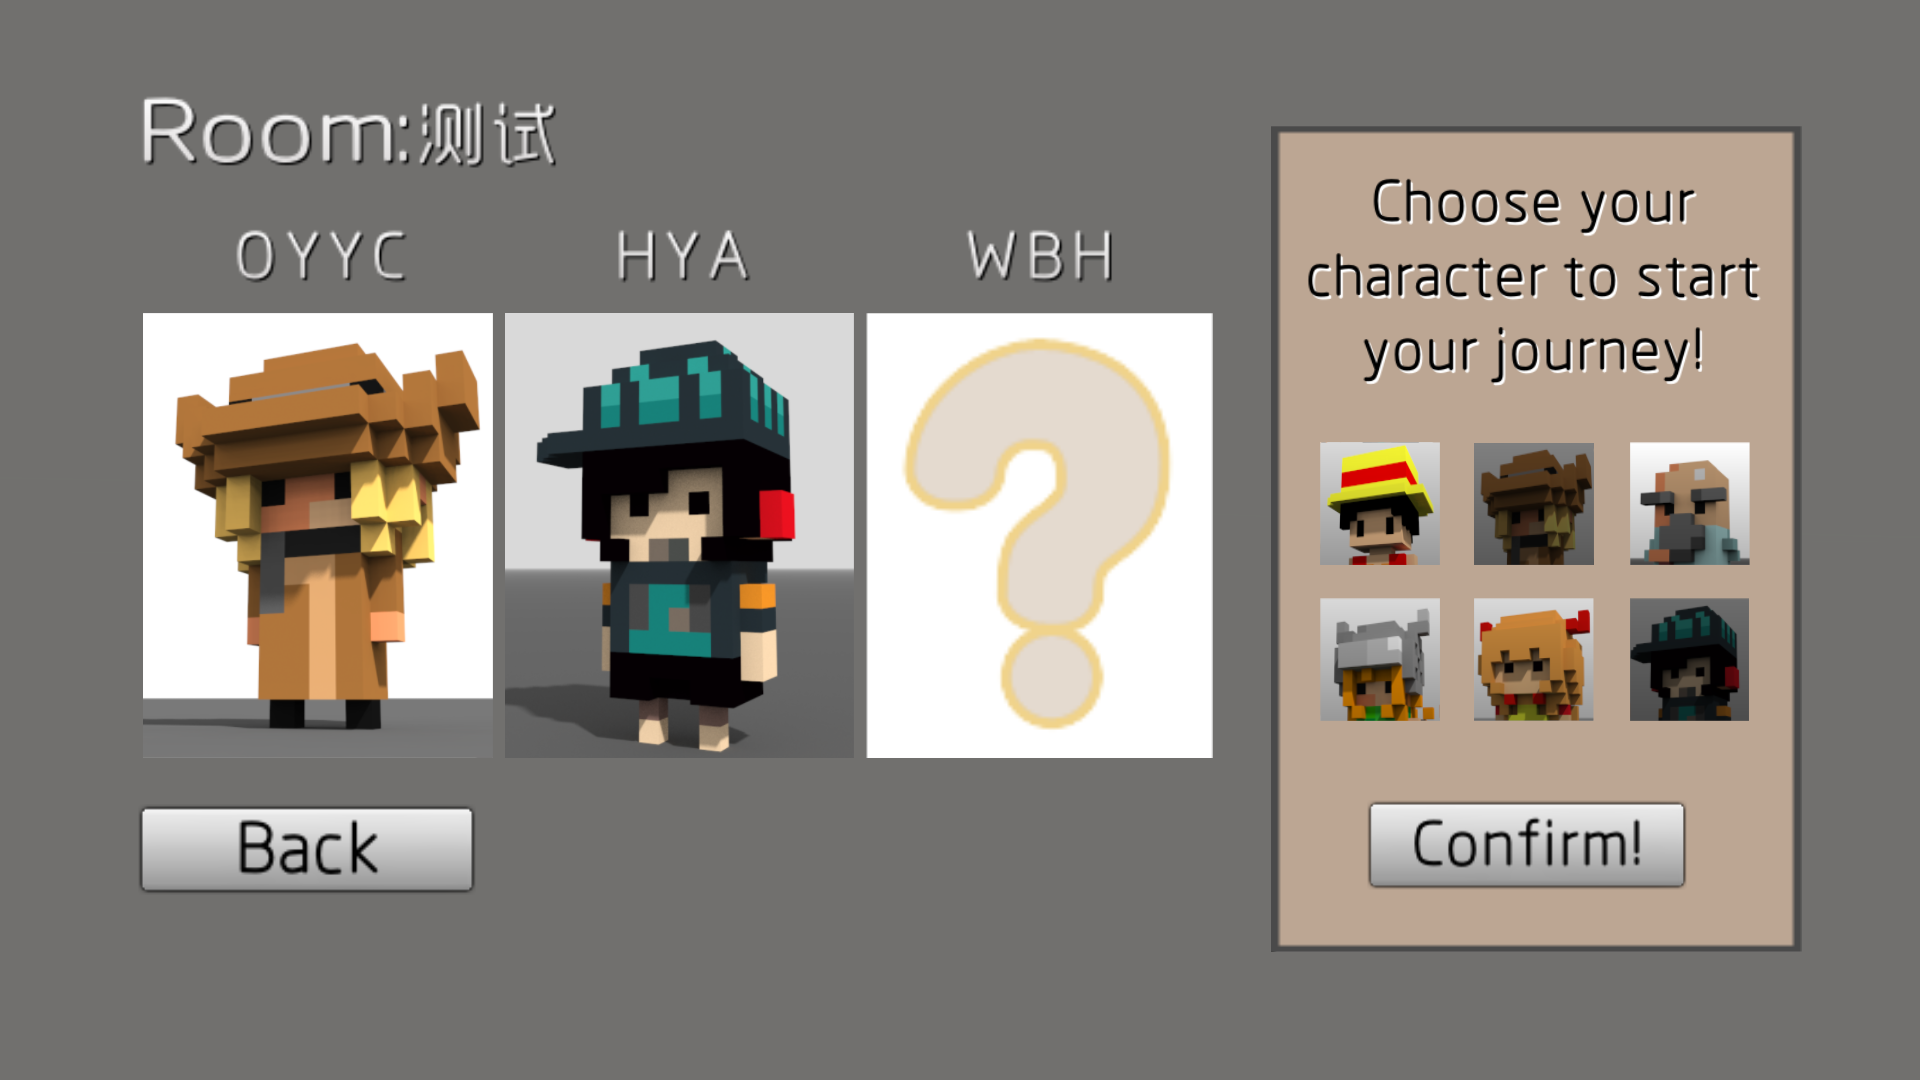 Room:测试
OYYC
HYA
WBH
Choose your
character to start
your journey!
Back
Confirm!